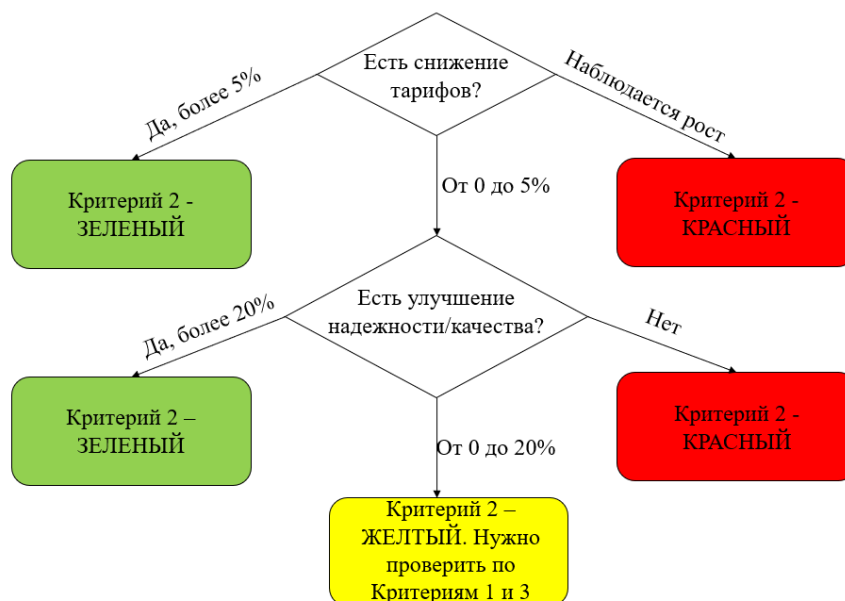 Есть снижение
тарифов?
Да, более 5%
Наблюдается рост
Критерий 2 -
ЗЕЛЕНЫЙ
От 0 до 5%
Критерий 2 -
КРАСНЫЙ
Есть улучшение
надежности/качества?
Да, более 20%
Нет
Критерий 2 –
ЗЕЛЕНЫЙ
Критерий 2 -
КРАСНЫЙ
От 0 до 20%
Критерий 2 –
ЖЕЛТЫЙ. Нужно
проверить по
Критериям 1 и 3